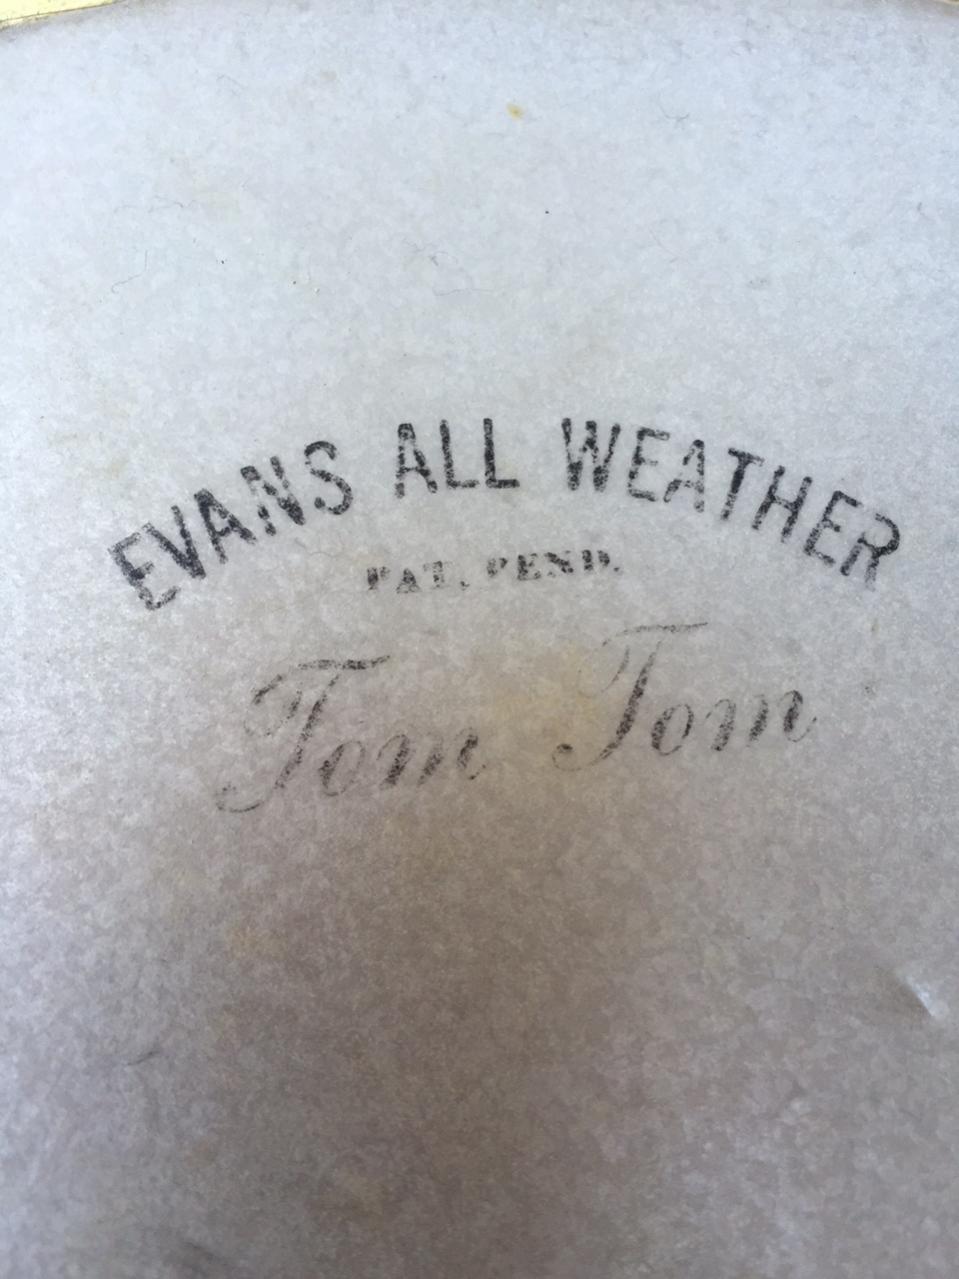 EVANS ALL WEATHER
PAT. PEND.
Tom Tom